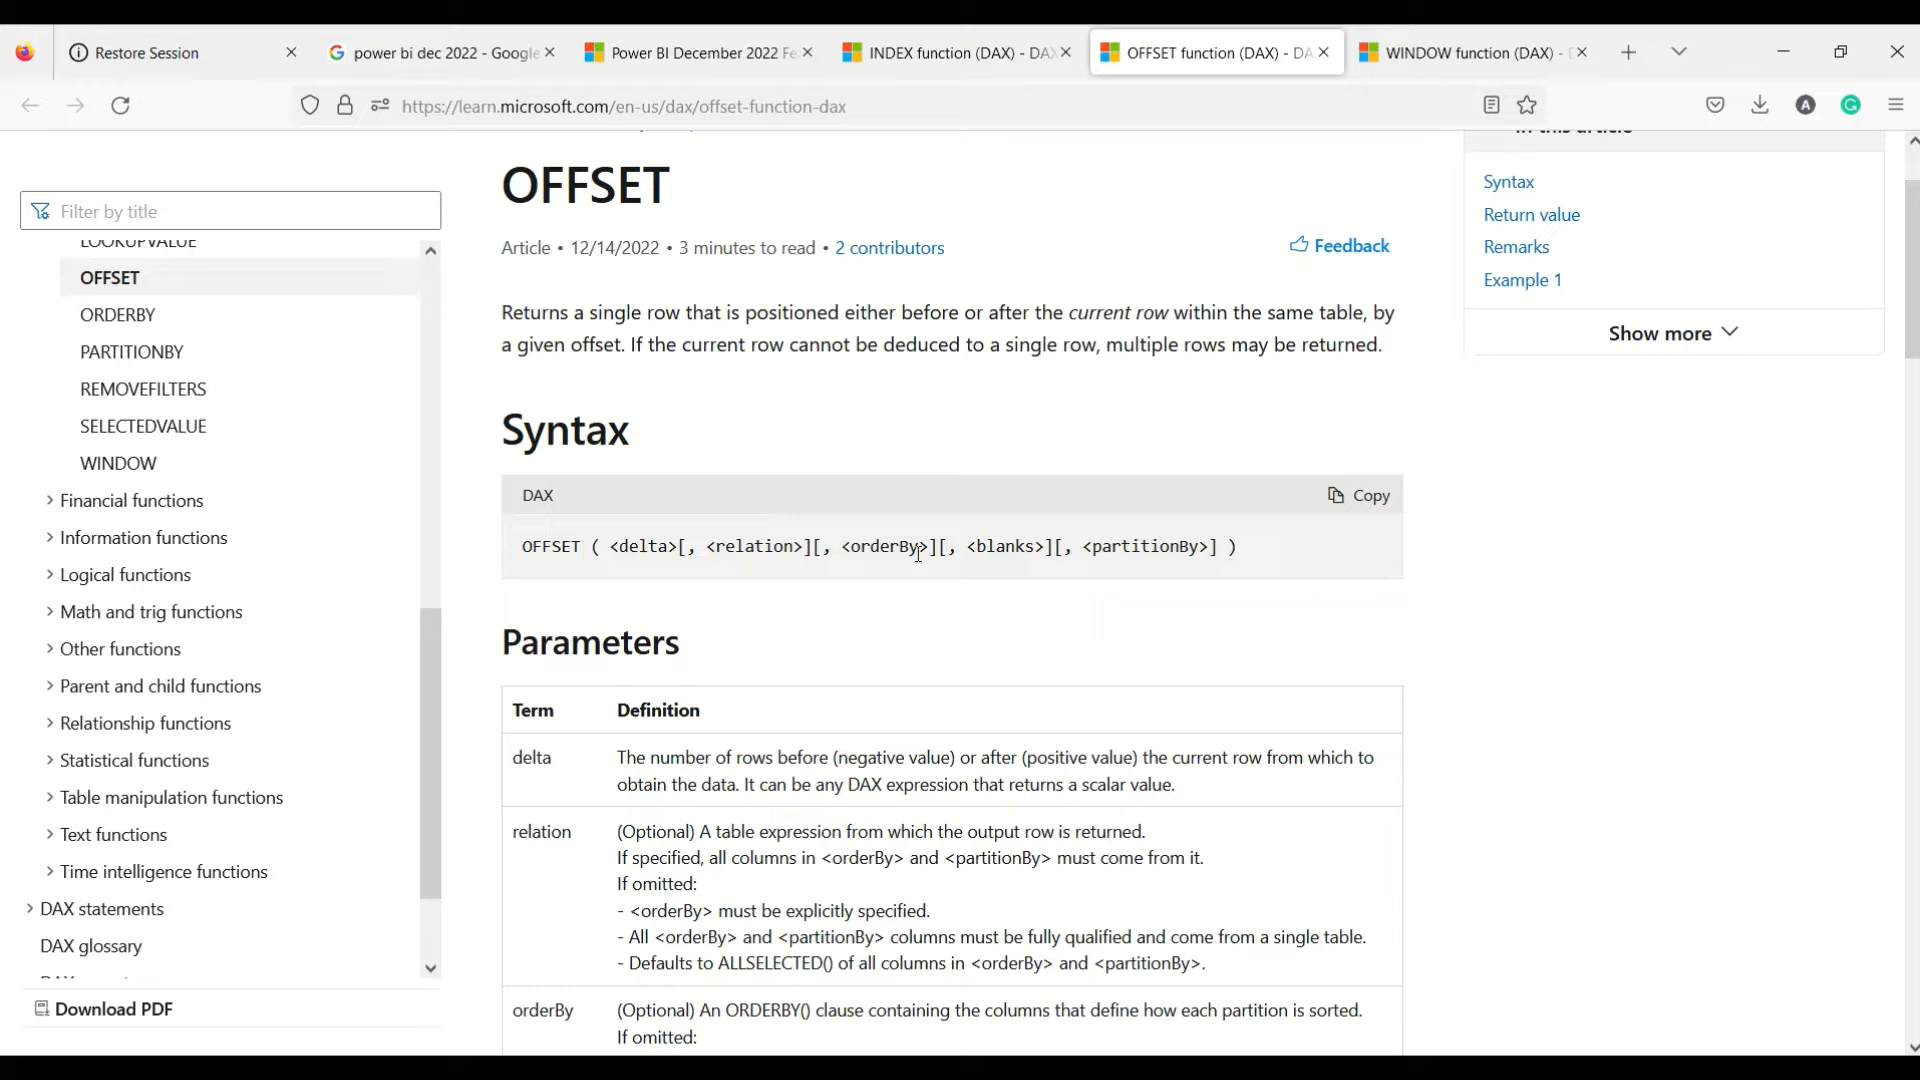 Restore Session
power bi dec 2022 - Google
Power BI December 2022 Fe
INDEX function (DAX) - DAX
OFFSET function (DAX) - DA
WINDOW function (DAX) - D
https://learn.microsoft.com/en-us/dax/offset-function-dax
In this article
OFFSET
Filter by title
Syntax
Return value
Remarks
Example 1
Show more
Article • 12/14/2022 • 3 minutes to read • 2 contributors
Feedback
LOOKUPVALUE
OFFSET
ORDERBY
PARTITIONBY
REMOVEFILTERS
SELECTEDVALUE
WINDOW
Financial functions
Information functions
Logical functions
Math and trig functions
Other functions
Parent and child functions
Relationship functions
Statistical functions
Table manipulation functions
Text functions
Time intelligence functions
DAX statements
DAX glossary
Download PDF
Returns a single row that is positioned either before or after the current row within the same table, by
a given offset. If the current row cannot be deduced to a single row, multiple rows may be returned.
Syntax
DAX
Copy
OFFSET ( <delta>[, <relation>][, <orderBy>][, <blanks>][, <partitionBy>] )
Parameters
Term Definition
delta The number of rows before (negative value) or after (positive value) the current row from which to
obtain the data. It can be any DAX expression that returns a scalar value.
relation (Optional) A table expression from which the output row is returned.
If specified, all columns in <orderBy> and <partitionBy> must come from it.
If omitted:
- <orderBy> must be explicitly specified.
- All <orderBy> and <partitionBy> columns must be fully qualified and come from a single table.
- Defaults to ALLSELECTED() of all columns in <orderBy> and <partitionBy>.
orderBy (Optional) An ORDERBY() clause containing the columns that define how each partition is sorted.
If omitted: